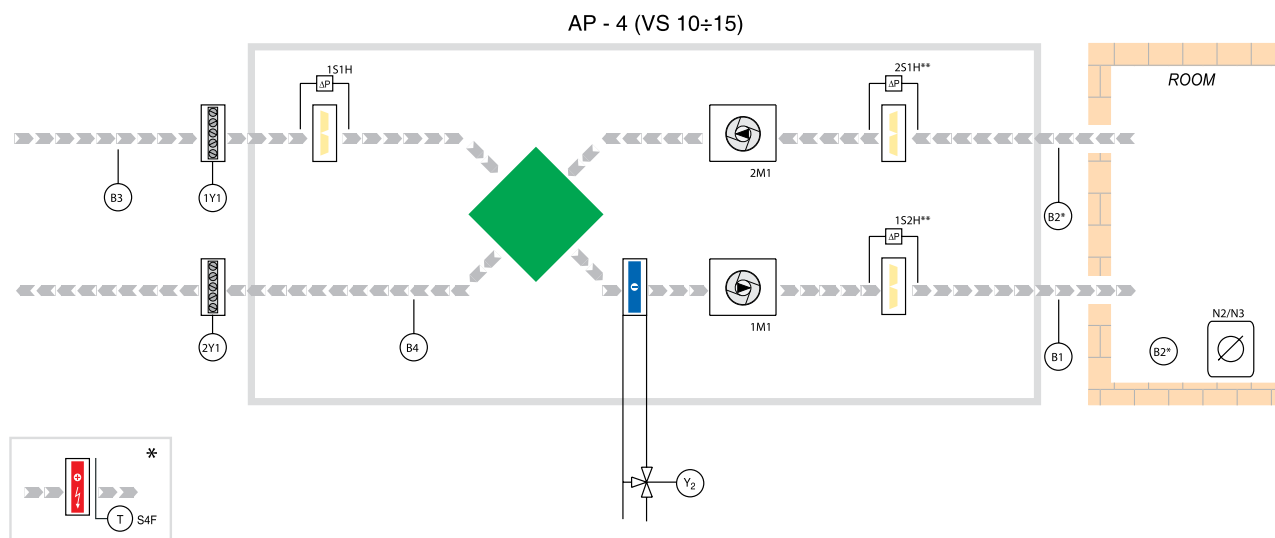 AP - 4 (VS 10÷15)
1S1H
ΔP
2S1H**
ΔP
ROOM
B3
1Y1
2M1
B2*
1S2H**
ΔP
2Y1
B4
1M1
B1
B2*
N2/N3
*
T
S4F
Y2